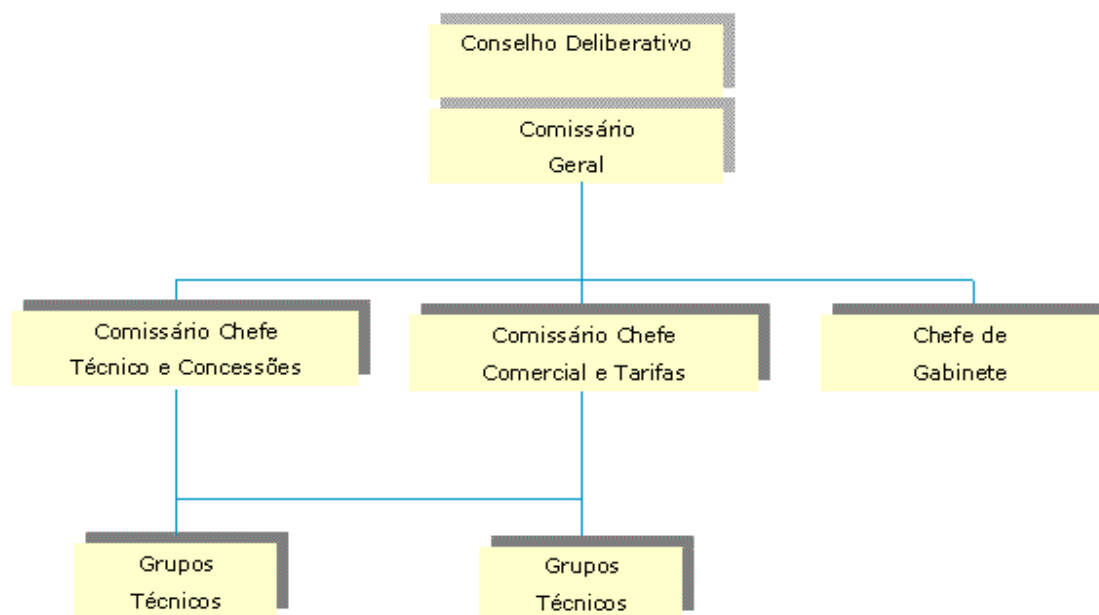 Conselho Deliberativo
Comissário
Geral
Comissário Chefe
Técnico e Concessões
Comissário Chefe
Comercial e Tarifas
Chefe de
Gabinete
Grupos
Técnicos
Grupos
Técnicos